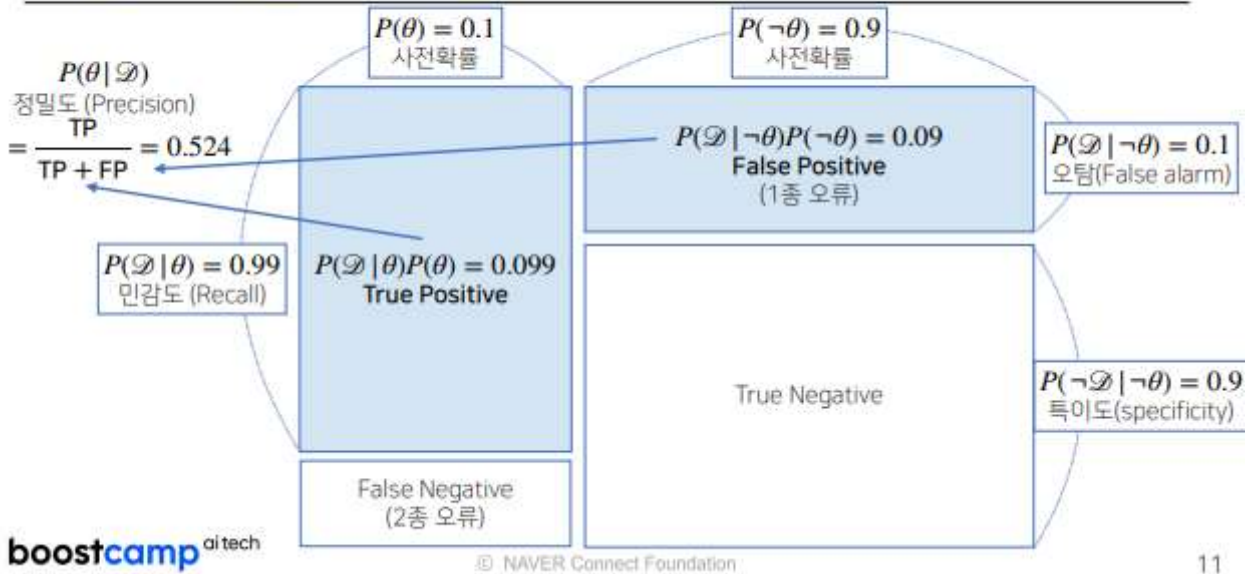 P(θ) = 0.1
사전확률
P(¬θ) = 0.9
사전확률
P(θ|𝒟)
정밀도 (Precision)
= TP / (TP + FP) = 0.524
P(𝒟|¬θ)P(¬θ) = 0.09
False Positive
(1종 오류)
P(𝒟|¬θ) = 0.1
오탐(False alarm)
P(𝒟|θ) = 0.99
민감도 (Recall)
P(𝒟|θ)P(θ) = 0.099
True Positive
True Negative
P(¬𝒟|¬θ) = 0.9
특이도(specificity)
False Negative
(2종 오류)
boostcamp ai tech
© NAVER Connect Foundation
11